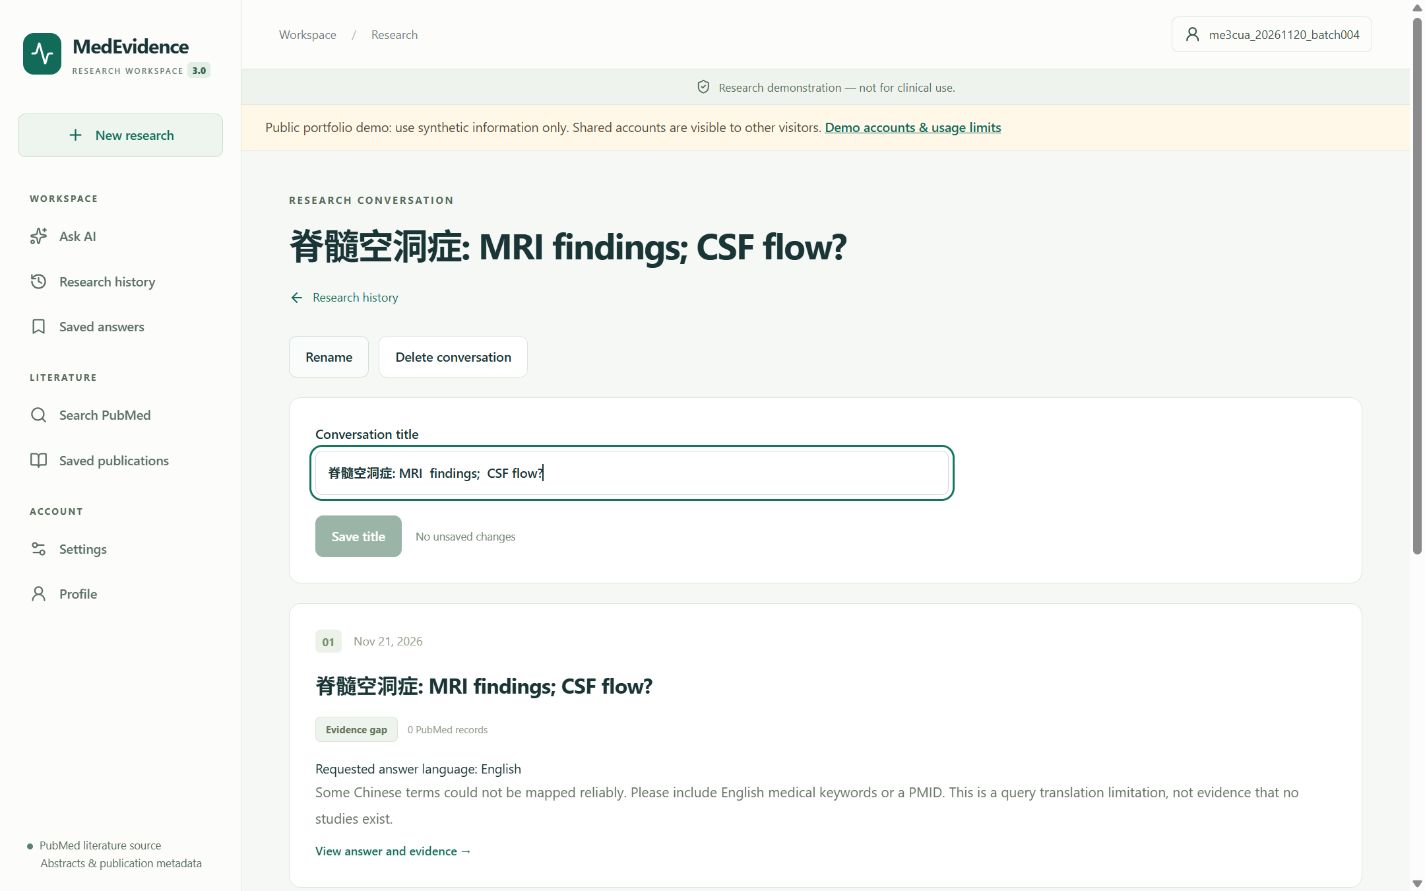 MedEvidence
RESEARCH WORKSPACE 3.0
New research
WORKSPACE
Ask AI
Research history
Saved answers
LITERATURE
Search PubMed
Saved publications
ACCOUNT
Settings
Profile
PubMed literature source
Abstracts & publication metadata
Workspace / Research
me3cua_20261120_batch004
Research demonstration — not for clinical use.
Public portfolio demo: use synthetic information only. Shared accounts are visible to other visitors. Demo accounts & usage limits
RESEARCH CONVERSATION
脊髓空洞症: MRI findings; CSF flow?
← Research history
Rename Delete conversation
Conversation title
脊髓空洞症: MRI  findings;  CSF flow?
Save title No unsaved changes
01 Nov 21, 2026
脊髓空洞症: MRI findings; CSF flow?
Evidence gap 0 PubMed records
Requested answer language: English
Some Chinese terms could not be mapped reliably. Please include English medical keywords or a PMID. This is a query translation limitation, not evidence that no
studies exist.
View answer and evidence →